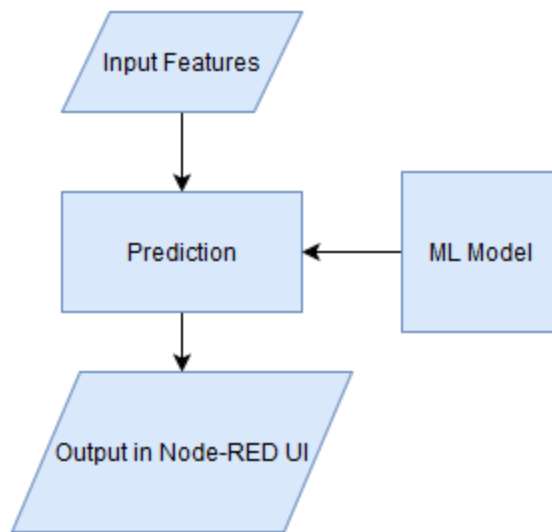 Input Features
Prediction
ML Model
Output in Node-RED UI